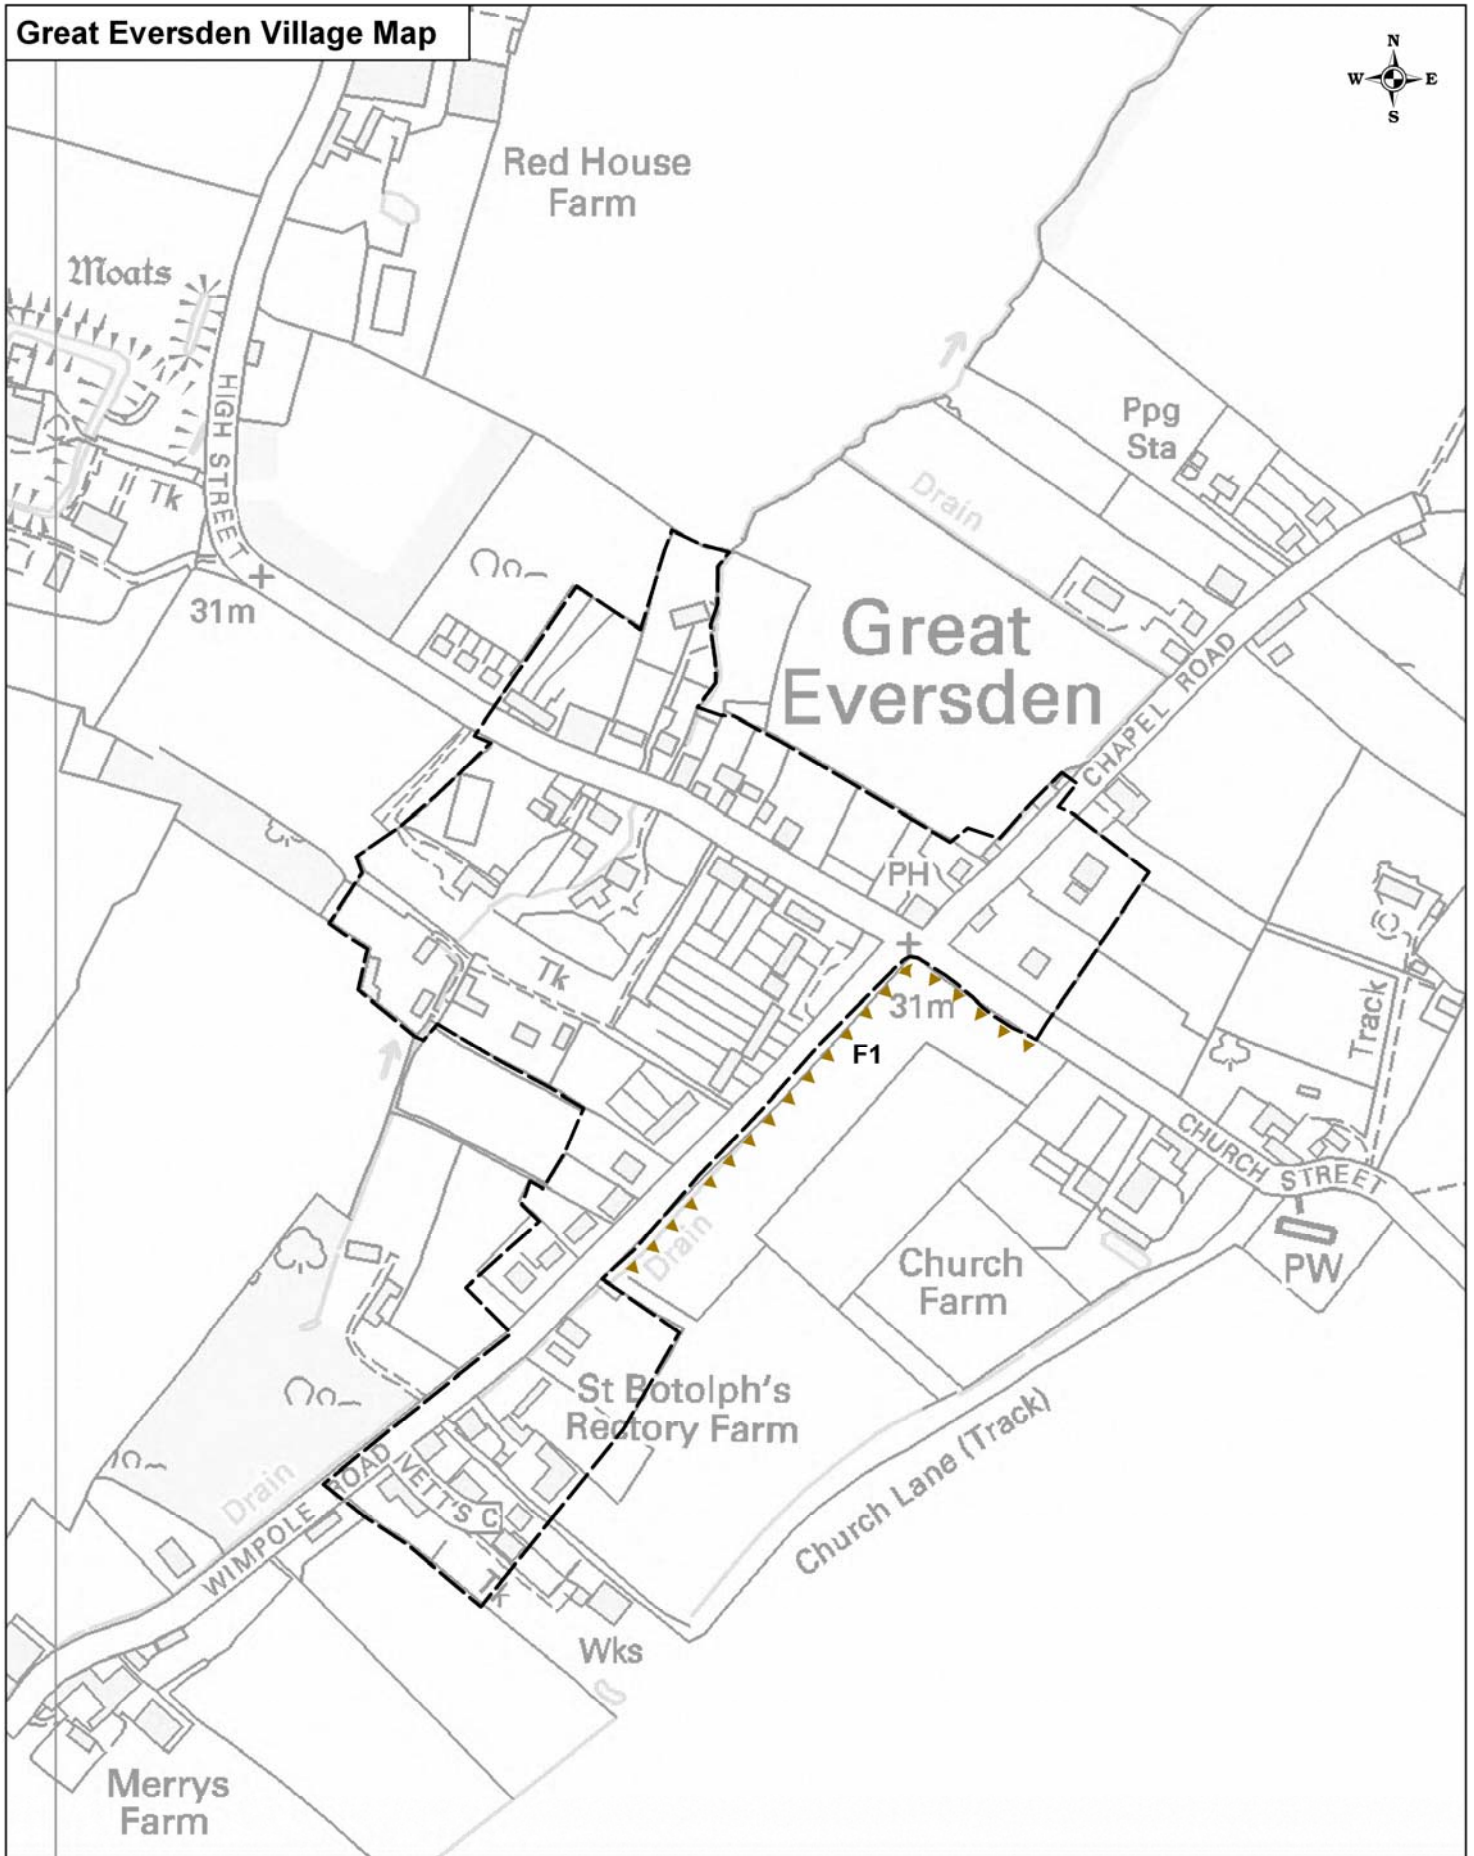 Great Eversden Village Map
N
W E
S
Red House
Farm
Moats
HIGH STREET
Tk
31m
Ppg
Sta
Drain
Great
Eversden
CHAPEL ROAD
PH
Tk
31m
F1
Track
CHURCH STREET
PW
Drain
Church
Farm
St Botolph's
Rectory Farm
Church Lane (Track)
Drain
WIMPOLE ROAD
IVETT'S C
Tk
Wks
Merrys
Farm